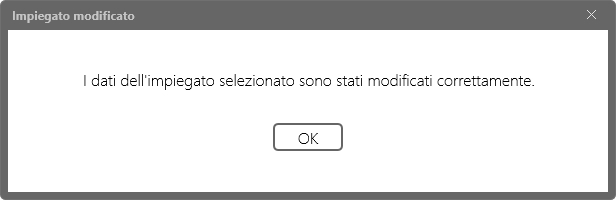 Impiegato modificato
I dati dell'impiegato selezionato sono stati modificati correttamente.
OK